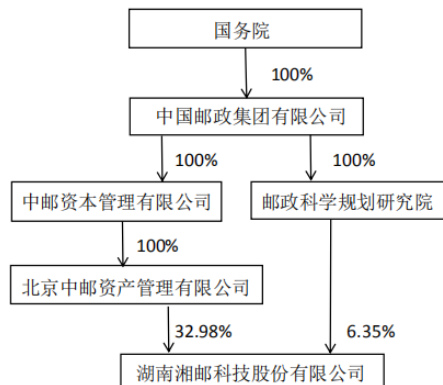 国务院
100%
中国邮政集团有限公司
100%
100%
中邮资本管理有限公司
邮政科学规划研究院
100%
北京中邮资产管理有限公司
32.98%
6.35%
湖南湘邮科技股份有限公司